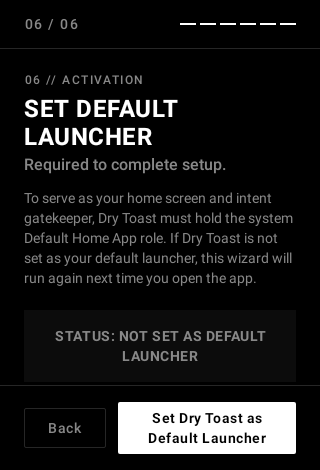 06 / 06
06 // ACTIVATION
SET DEFAULT
LAUNCHER
Required to complete setup.
To serve as your home screen and intent
gatekeeper, Dry Toast must hold the system
Default Home App role. If Dry Toast is not
set as your default launcher, this wizard will
run again next time you open the app.
STATUS: NOT SET AS DEFAULT
LAUNCHER
Back
Set Dry Toast as
Default Launcher